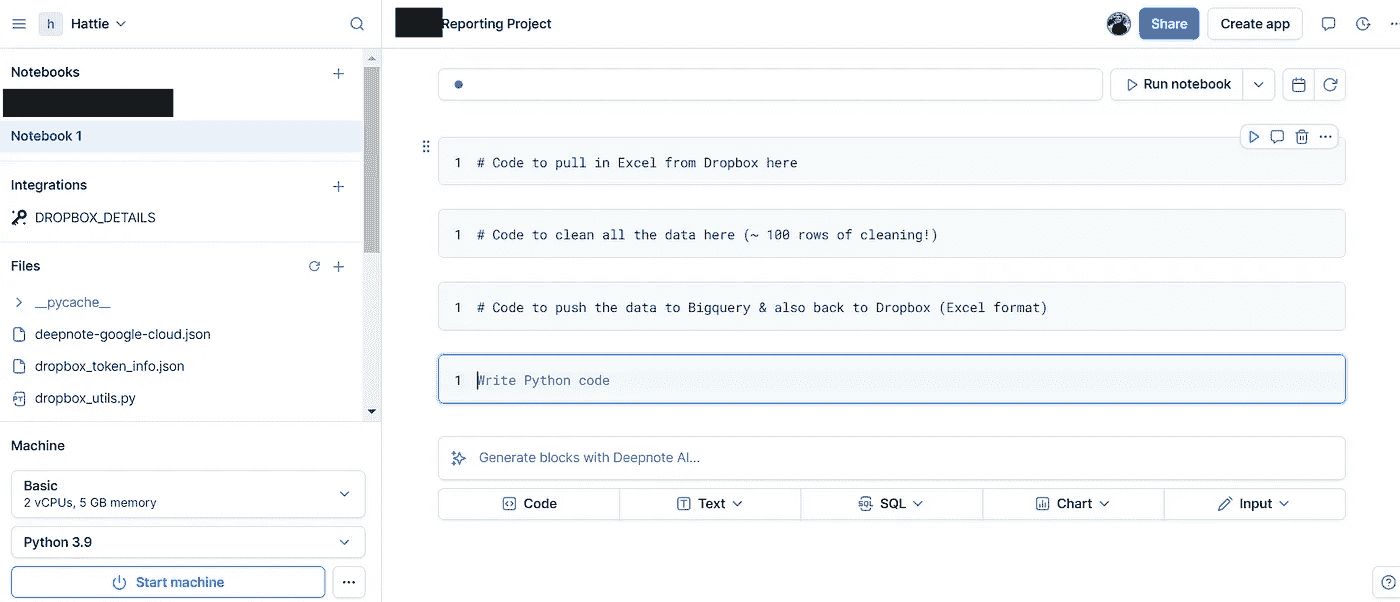 h Hattie
Notebooks
Notebook 1
Integrations
DROPBOX_DETAILS
Files
__pycache__
deepnote-google-cloud.json
dropbox_token_info.json
PY dropbox_utils.py
Machine
Basic
2 vCPUs, 5 GB memory
Python 3.9
Start machine
Reporting Project
Share
Create app
Run notebook
1 # Code to pull in Excel from Dropbox here
1 # Code to clean all the data here (~ 100 rows of cleaning!)
1 # Code to push the data to Bigquery & also back to Dropbox (Excel format)
1 Write Python code
Generate blocks with Deepnote AI...
Code T Text SQL SQL Chart Input